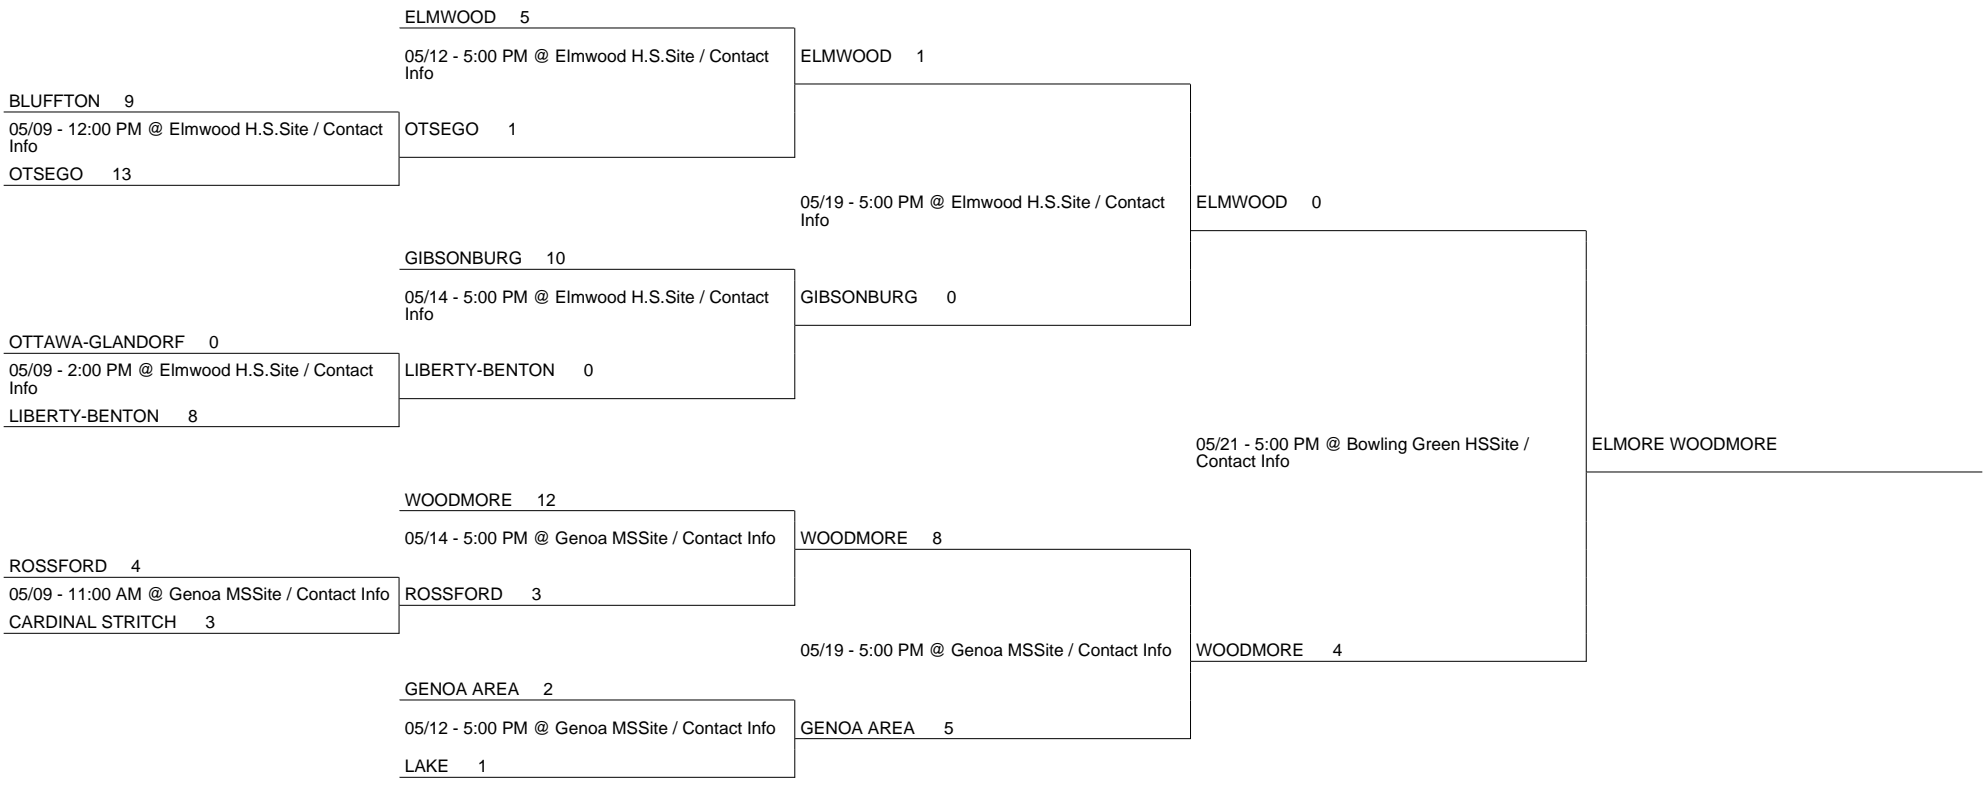 ELMWOOD 5
05/12 - 5:00 PM @ Elmwood H.S.Site / Contact
Info
ELMWOOD 1
BLUFFTON 9
05/09 - 12:00 PM @ Elmwood H.S.Site / Contact
Info
OTSEGO 1
OTSEGO 13
05/19 - 5:00 PM @ Elmwood H.S.Site / Contact
Info
ELMWOOD 0
GIBSONBURG 10
05/14 - 5:00 PM @ Elmwood H.S.Site / Contact
Info
GIBSONBURG 0
OTTAWA-GLANDORF 0
05/09 - 2:00 PM @ Elmwood H.S.Site / Contact
Info
LIBERTY-BENTON 0
LIBERTY-BENTON 8
05/21 - 5:00 PM @ Bowling Green HSSite /
Contact Info
ELMORE WOODMORE
WOODMORE 12
05/14 - 5:00 PM @ Genoa MSSite / Contact Info
WOODMORE 8
ROSSFORD 4
05/09 - 11:00 AM @ Genoa MSSite / Contact Info
ROSSFORD 3
CARDINAL STRITCH 3
05/19 - 5:00 PM @ Genoa MSSite / Contact Info
WOODMORE 4
GENOA AREA 2
05/12 - 5:00 PM @ Genoa MSSite / Contact Info
GENOA AREA 5
LAKE 1